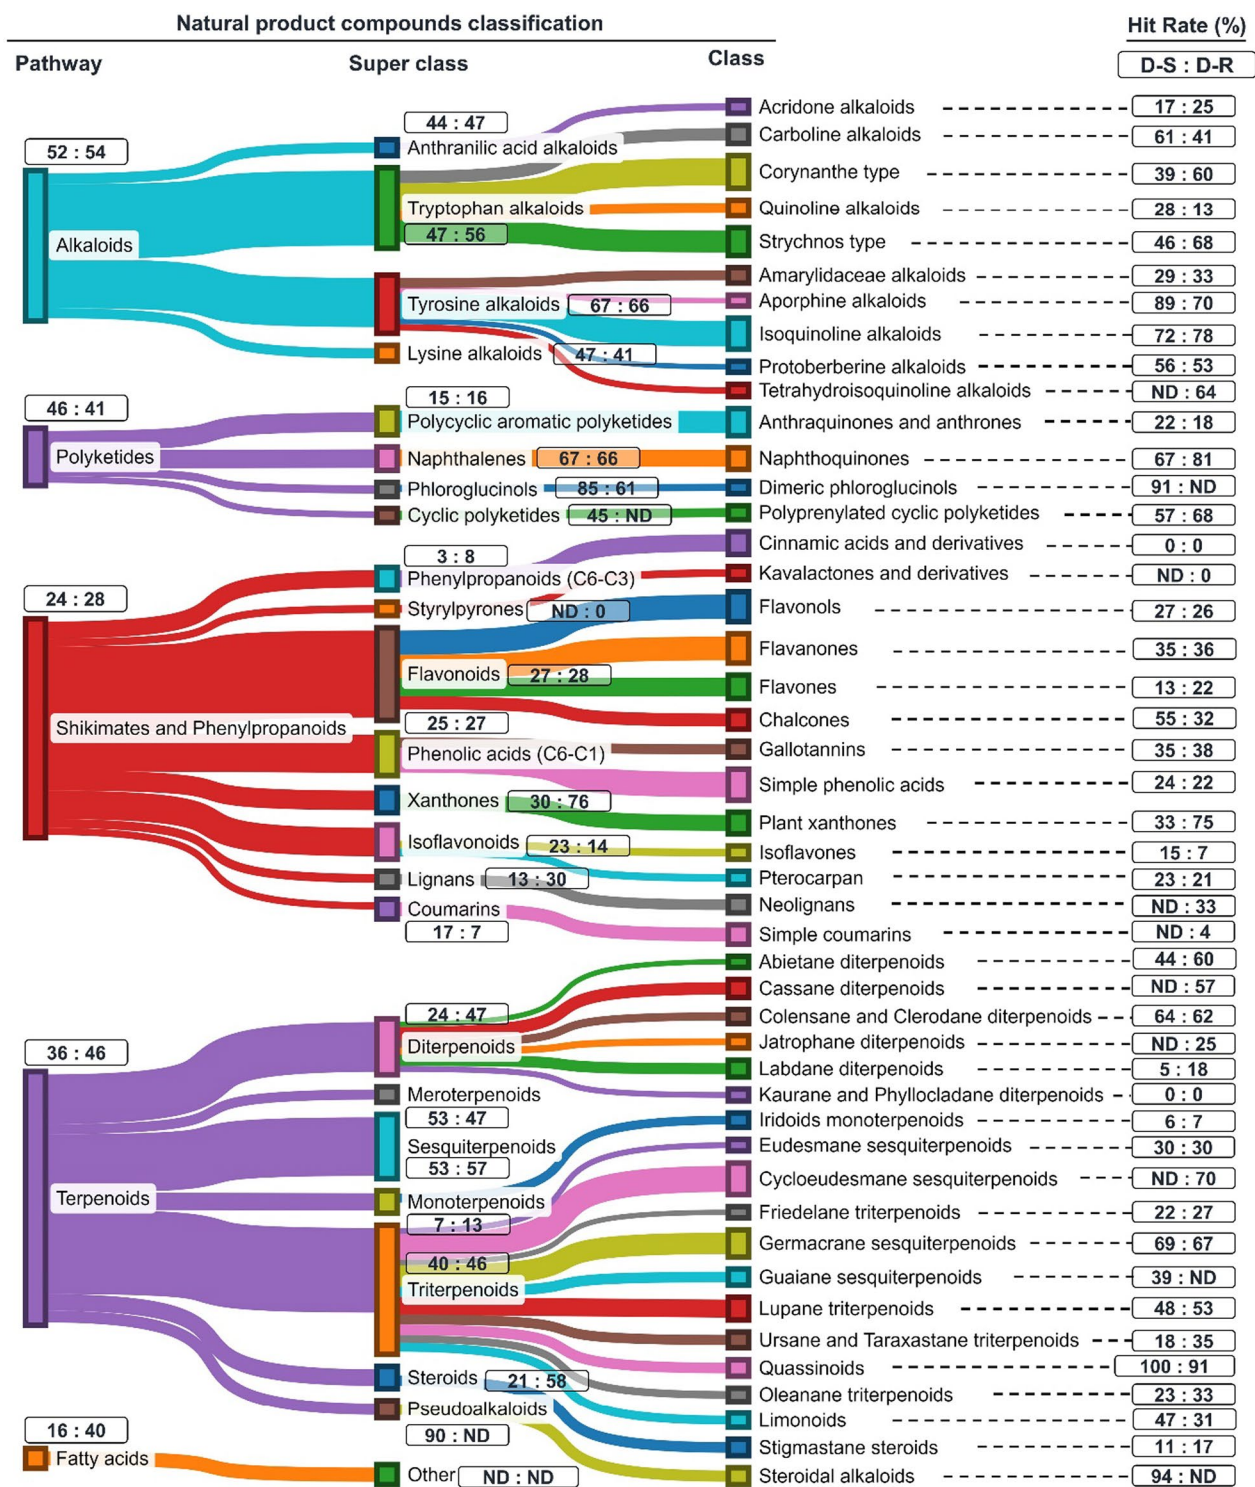 Natural product compounds classification
Hit Rate (%)
Pathway
Super class
Class
D-S : D-R
52 : 54
Alkaloids
46 : 41
Polyketides
24 : 28
Shikimates and Phenylpropanoids
36 : 46
Terpenoids
16 : 40
Fatty acids
44 : 47
Anthranilic acid alkaloids
Tryptophan alkaloids
47 : 56
Tyrosine alkaloids 67 : 66
Lysine alkaloids 47 : 41
15 : 16
Polycyclic aromatic polyketides
Naphthalenes 67 : 66
Phloroglucinols 85 : 61
Cyclic polyketides 45 : ND
3 : 8
Phenylpropanoids (C6-C3)
Styrylpyrones ND : 0
Flavonoids 27 : 28
25 : 27
Phenolic acids (C6-C1)
Xanthones 30 : 76
Isoflavonoids 23 : 14
Lignans 13 : 30
Coumarins
17 : 7
24 : 47
Diterpenoids
Meroterpenoids
53 : 47
Sesquiterpenoids
53 : 57
Monoterpenoids
7 : 13
40 : 46
Triterpenoids
Steroids 21 : 58
Pseudoalkaloids
90 : ND
Other ND : ND
Acridone alkaloids 17 : 25
Carboline alkaloids 61 : 41
Corynanthe type 39 : 60
Quinoline alkaloids 28 : 13
Strychnos type 46 : 68
Amarylidaceae alkaloids 29 : 33
Aporphine alkaloids 89 : 70
Isoquinoline alkaloids 72 : 78
Protoberberine alkaloids 56 : 53
Tetrahydroisoquinoline alkaloids ND : 64
Anthraquinones and anthrones 22 : 18
Naphthoquinones 67 : 81
Dimeric phloroglucinols 91 : ND
Polyprenylated cyclic polyketides 57 : 68
Cinnamic acids and derivatives 0 : 0
Kavalactones and derivatives ND : 0
Flavonols 27 : 26
Flavanones 35 : 36
Flavones 13 : 22
Chalcones 55 : 32
Gallotannins 35 : 38
Simple phenolic acids 24 : 22
Plant xanthones 33 : 75
Isoflavones 15 : 7
Pterocarpan 23 : 21
Neolignans ND : 33
Simple coumarins ND : 4
Abietane diterpenoids 44 : 60
Cassane diterpenoids ND : 57
Colensane and Clerodane diterpenoids 64 : 62
Jatrophane diterpenoids ND : 25
Labdane diterpenoids 5 : 18
Kaurane and Phyllocladane diterpenoids 0 : 0
Iridoids monoterpenoids 6 : 7
Eudesmane sesquiterpenoids 30 : 30
Cycloeudesmane sesquiterpenoids ND : 70
Friedelane triterpenoids 22 : 27
Germacrane sesquiterpenoids 69 : 67
Guaiane sesquiterpenoids 39 : ND
Lupane triterpenoids 48 : 53
Ursane and Taraxastane triterpenoids 18 : 35
Quassinoids 100 : 91
Oleanane triterpenoids 23 : 33
Limonoids 47 : 31
Stigmastane steroids 11 : 17
Steroidal alkaloids 94 : ND